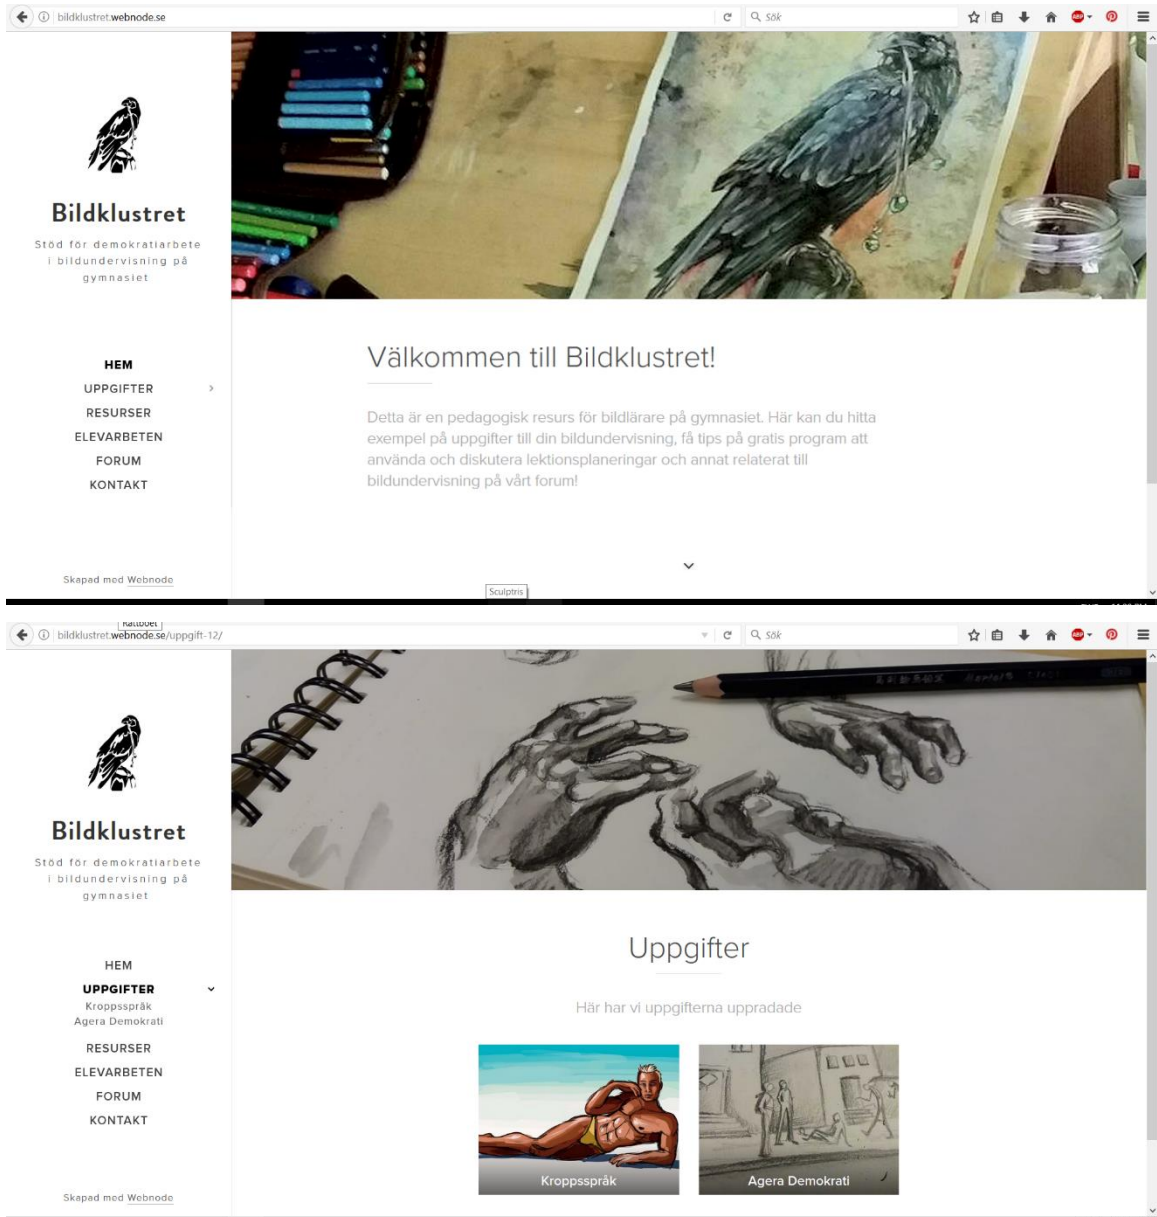 bildklustret.webnode.se
Sök
ABP
Bildklustret
Stöd för demokratiarbete
i bildundervisning på
gymnasiet
HEM
UPPGIFTER
RESURSER
ELEVARBETEN
FORUM
KONTAKT
Skapad med Webnode
Välkommen till Bildklustret!
Detta är en pedagogisk resurs för bildlärare på gymnasiet. Här kan du hitta
exempel på uppgifter till din bildundervisning, få tips på gratis program att
använda och diskutera lektionsplaneringar och annat relaterat till
bildundervisning på vårt forum!
Sculptris
bildklustret.webnode.se/uppgift-12/
Sök
ABP
Bildklustret
Stöd för demokratiarbete
i bildundervisning på
gymnasiet
HEM
UPPGIFTER
Kroppsspråk
Agera Demokrati
RESURSER
ELEVARBETEN
FORUM
KONTAKT
Skapad med Webnode
Uppgifter
Här har vi uppgifterna uppradade
Kroppsspråk
Agera Demokrati